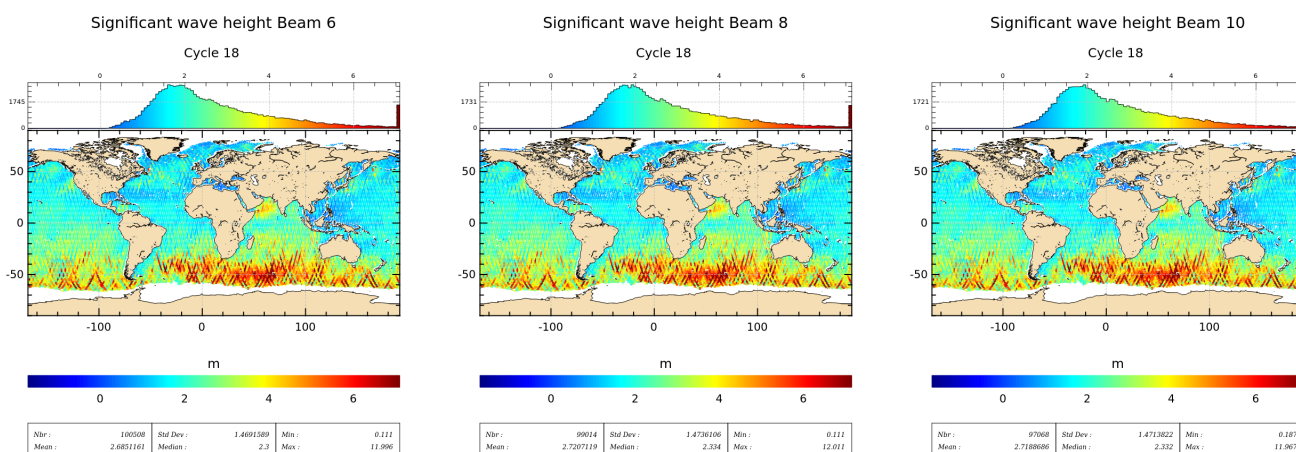 Significant wave height Beam 6
Cycle 18
0 2 4 6
1745
0
50
0
-50
-100 0 100
m
0 2 4 6
Nbr : 100508 Std Dev : 1.4691589 Min : 0.111
Mean : 2.6851161 Median : 2.3 Max : 11.996
Significant wave height Beam 8
Cycle 18
0 2 4 6
1731
0
50
0
-50
-100 0 100
m
0 2 4 6
Nbr : 99014 Std Dev : 1.4736106 Min : 0.111
Mean : 2.7207119 Median : 2.334 Max : 12.011
Significant wave height Beam 10
Cycle 18
0 2 4 6
1721
0
50
0
-50
-100 0 100
m
0 2 4 6
Nbr : 97068 Std Dev : 1.4713822 Min : 0.187
Mean : 2.7188686 Median : 2.332 Max : 11.967